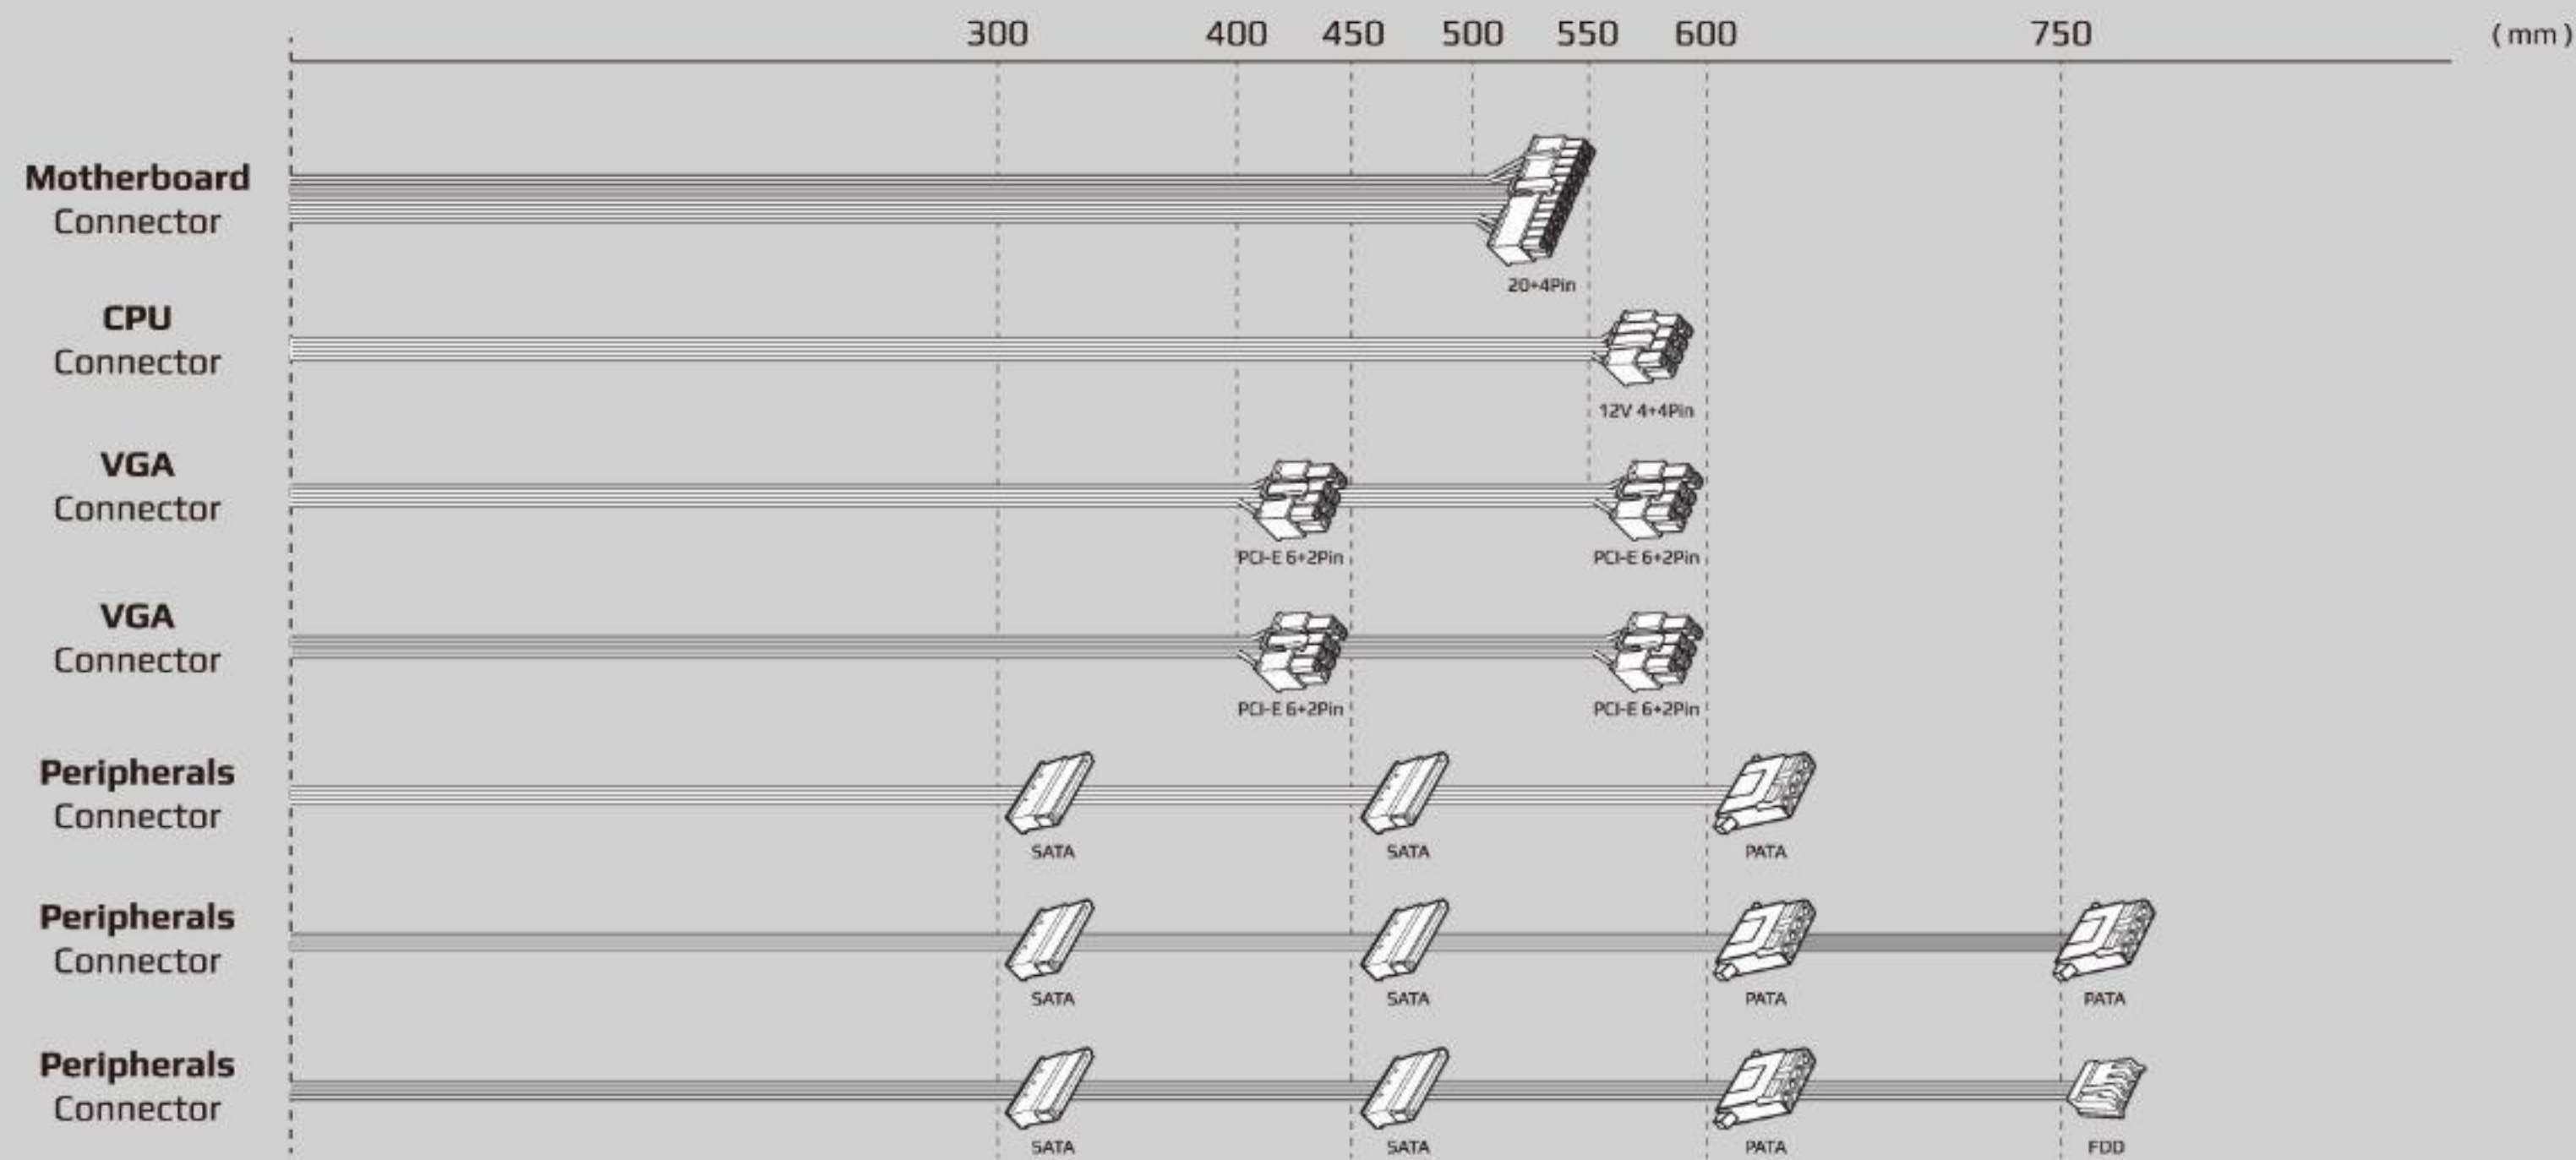 300 400 450 500 550 600 750 (mm)
Motherboard
Connector
20+4Pin
CPU
Connector
12V 4+4Pin
VGA
Connector
PCI-E 6+2Pin PCI-E 6+2Pin
VGA
Connector
PCI-E 6+2Pin PCI-E 6+2Pin
Peripherals
Connector
SATA SATA PATA
Peripherals
Connector
SATA SATA PATA PATA
Peripherals
Connector
SATA SATA PATA FDD